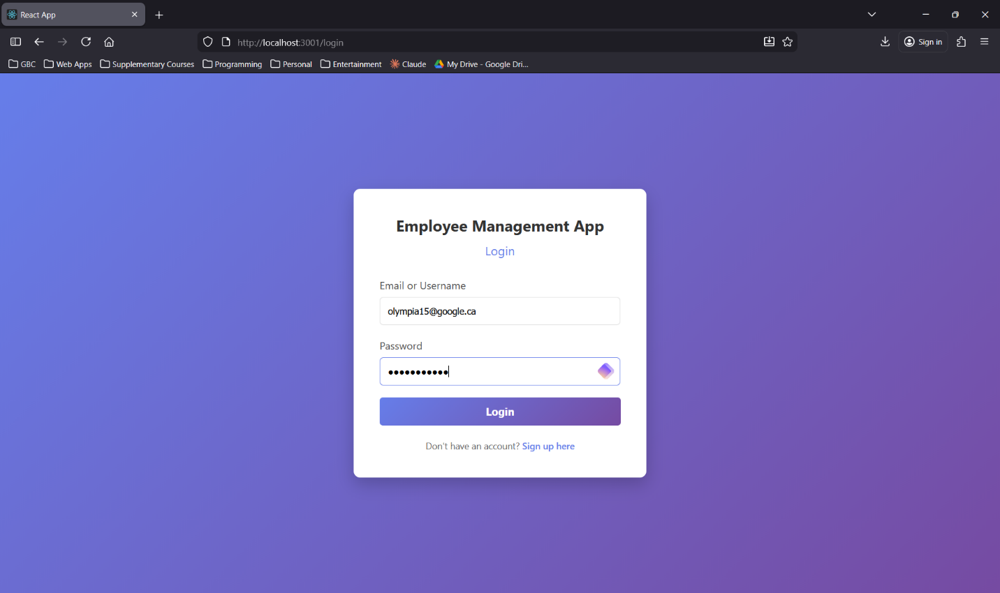 React App
http://localhost:3001/login
Sign in
GBC
Web Apps
Supplementary Courses
Programming
Personal
Entertainment
Claude
My Drive - Google Dri...
Employee Management App
Login
Email or Username
olympia15@google.ca
Password
•••••••••••
Login
Don't have an account? Sign up here